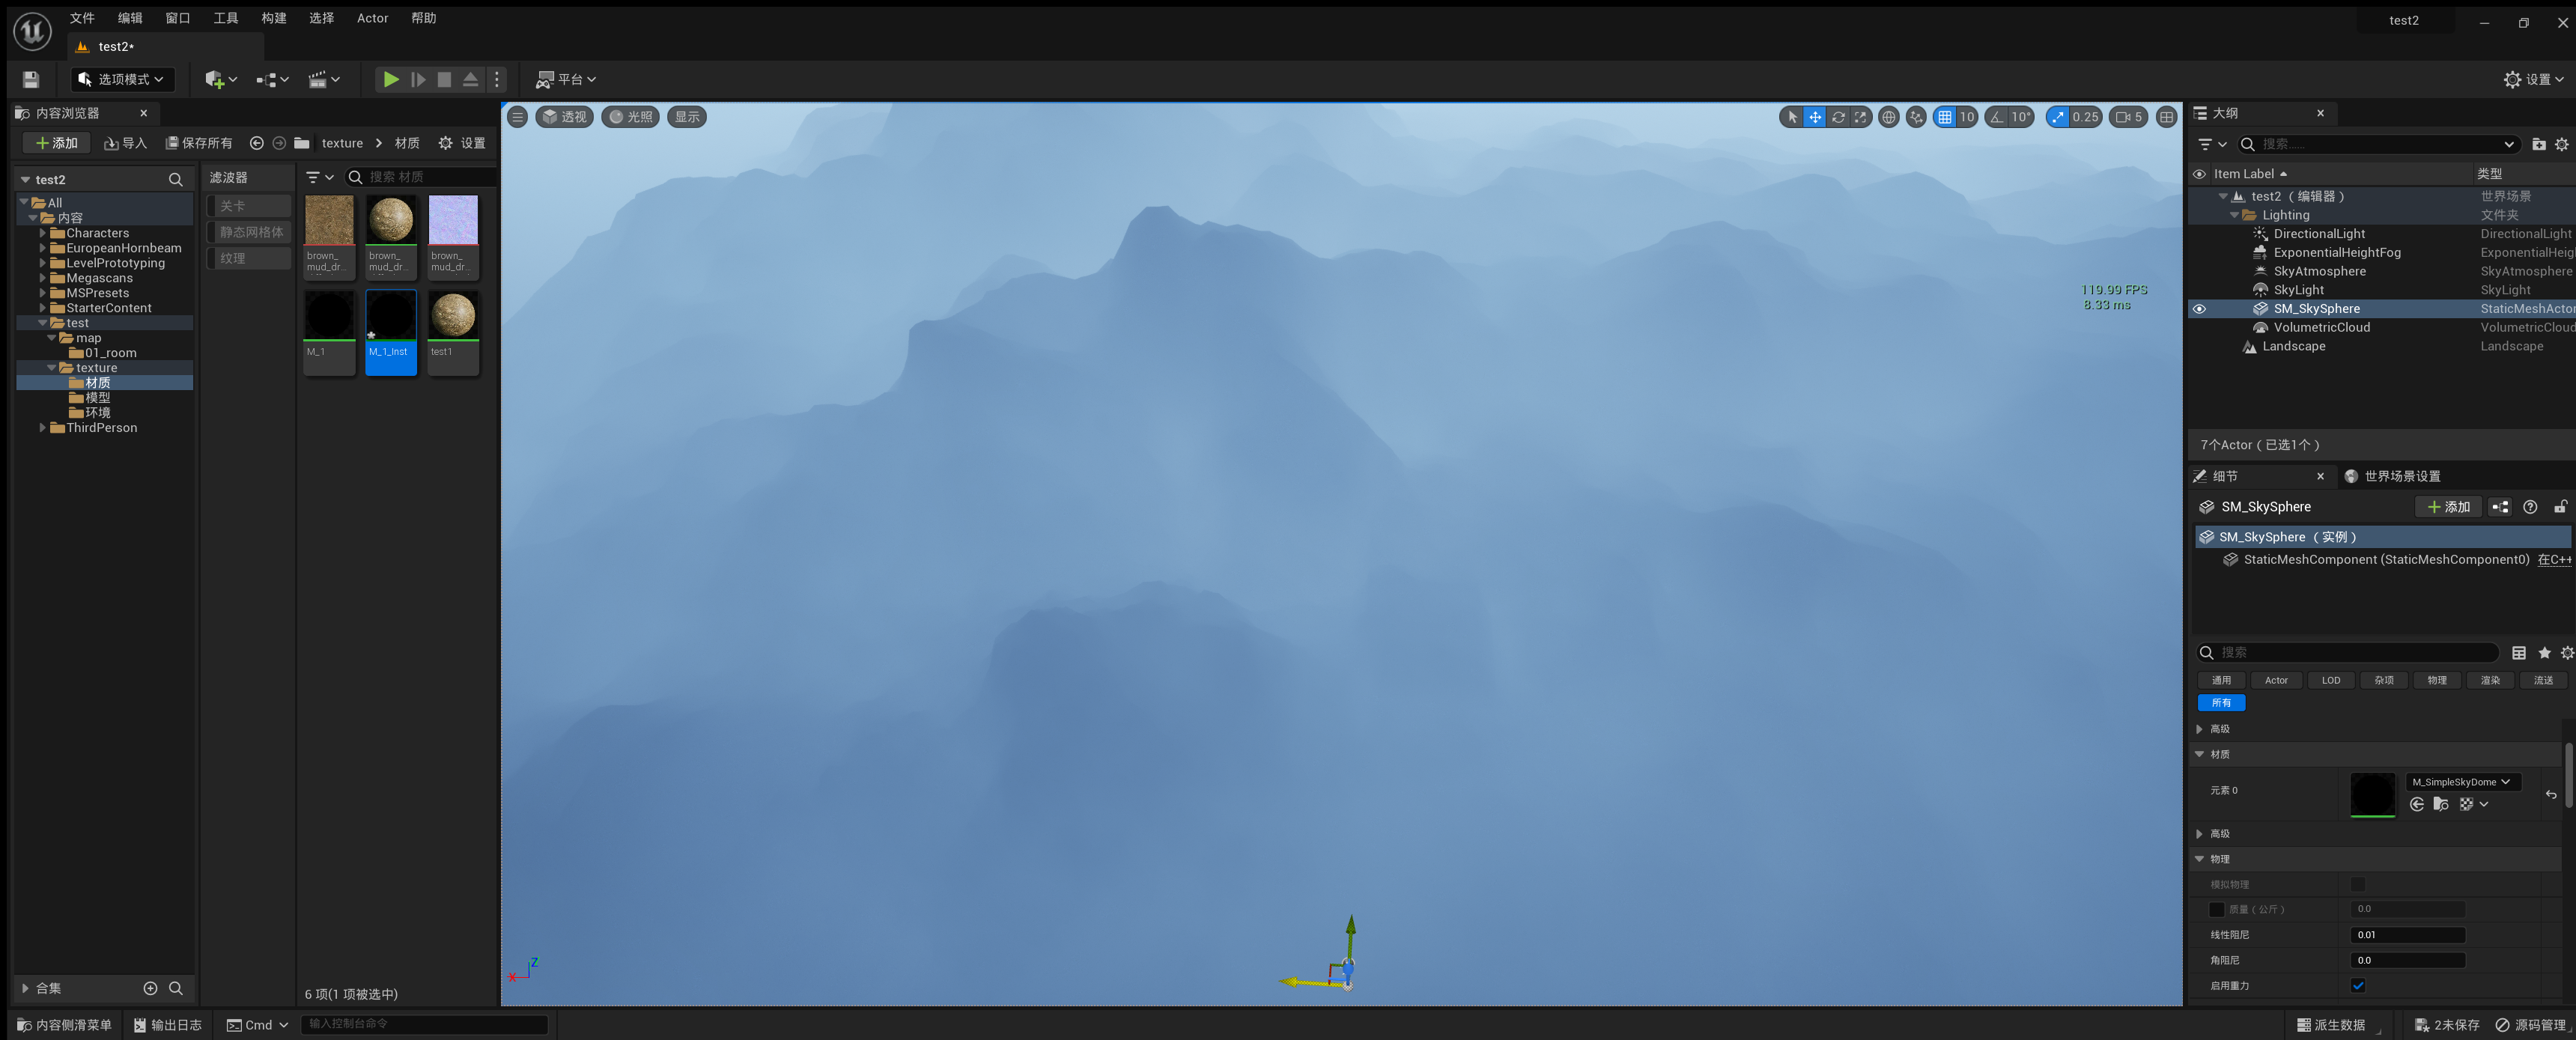 文件 编辑 窗口 工具 构建 选择 Actor 帮助
test2
test2*
选项模式
平台
设置
内容浏览器
添加 导入 保存所有 texture 材质 设置
test2
All
内容
Characters
EuropeanHornbeam
LevelPrototyping
Megascans
MSPresets
StarterContent
test
map
01_room
texture
材质
模型
环境
ThirdPerson
合集
滤波器
关卡
静态网格体
纹理
搜索 材质
brown_
mud_dr...
brown_
mud_dr...
brown_
mud_dr...
M_1
M_1_Inst
test1
6 项(1 项被选中)
透视 光照 显示
10 10° 0.25 5
119.99 FPS
8.33 ms
Z
X
大纲
搜索......
Item Label 类型
test2 （编辑器） 世界场景
Lighting 文件夹
DirectionalLight DirectionalLight
ExponentialHeightFog ExponentialHeig
SkyAtmosphere SkyAtmosphere
SkyLight SkyLight
SM_SkySphere StaticMeshActor
VolumetricCloud VolumetricCloud
Landscape Landscape
7个Actor（已选1个）
细节 世界场景设置
SM_SkySphere 添加
SM_SkySphere （实例）
StaticMeshComponent (StaticMeshComponent0) 在C++
搜索
通用 Actor LOD 杂项 物理 渲染 流送
所有
高级
材质
元素 0 M_SimpleSkyDome
高级
物理
模拟物理
质量（公斤） 0.0
线性阻尼 0.01
角阻尼 0.0
启用重力
内容侧滑菜单 输出日志 Cmd 输入控制台命令
派生数据 2未保存 源码管理